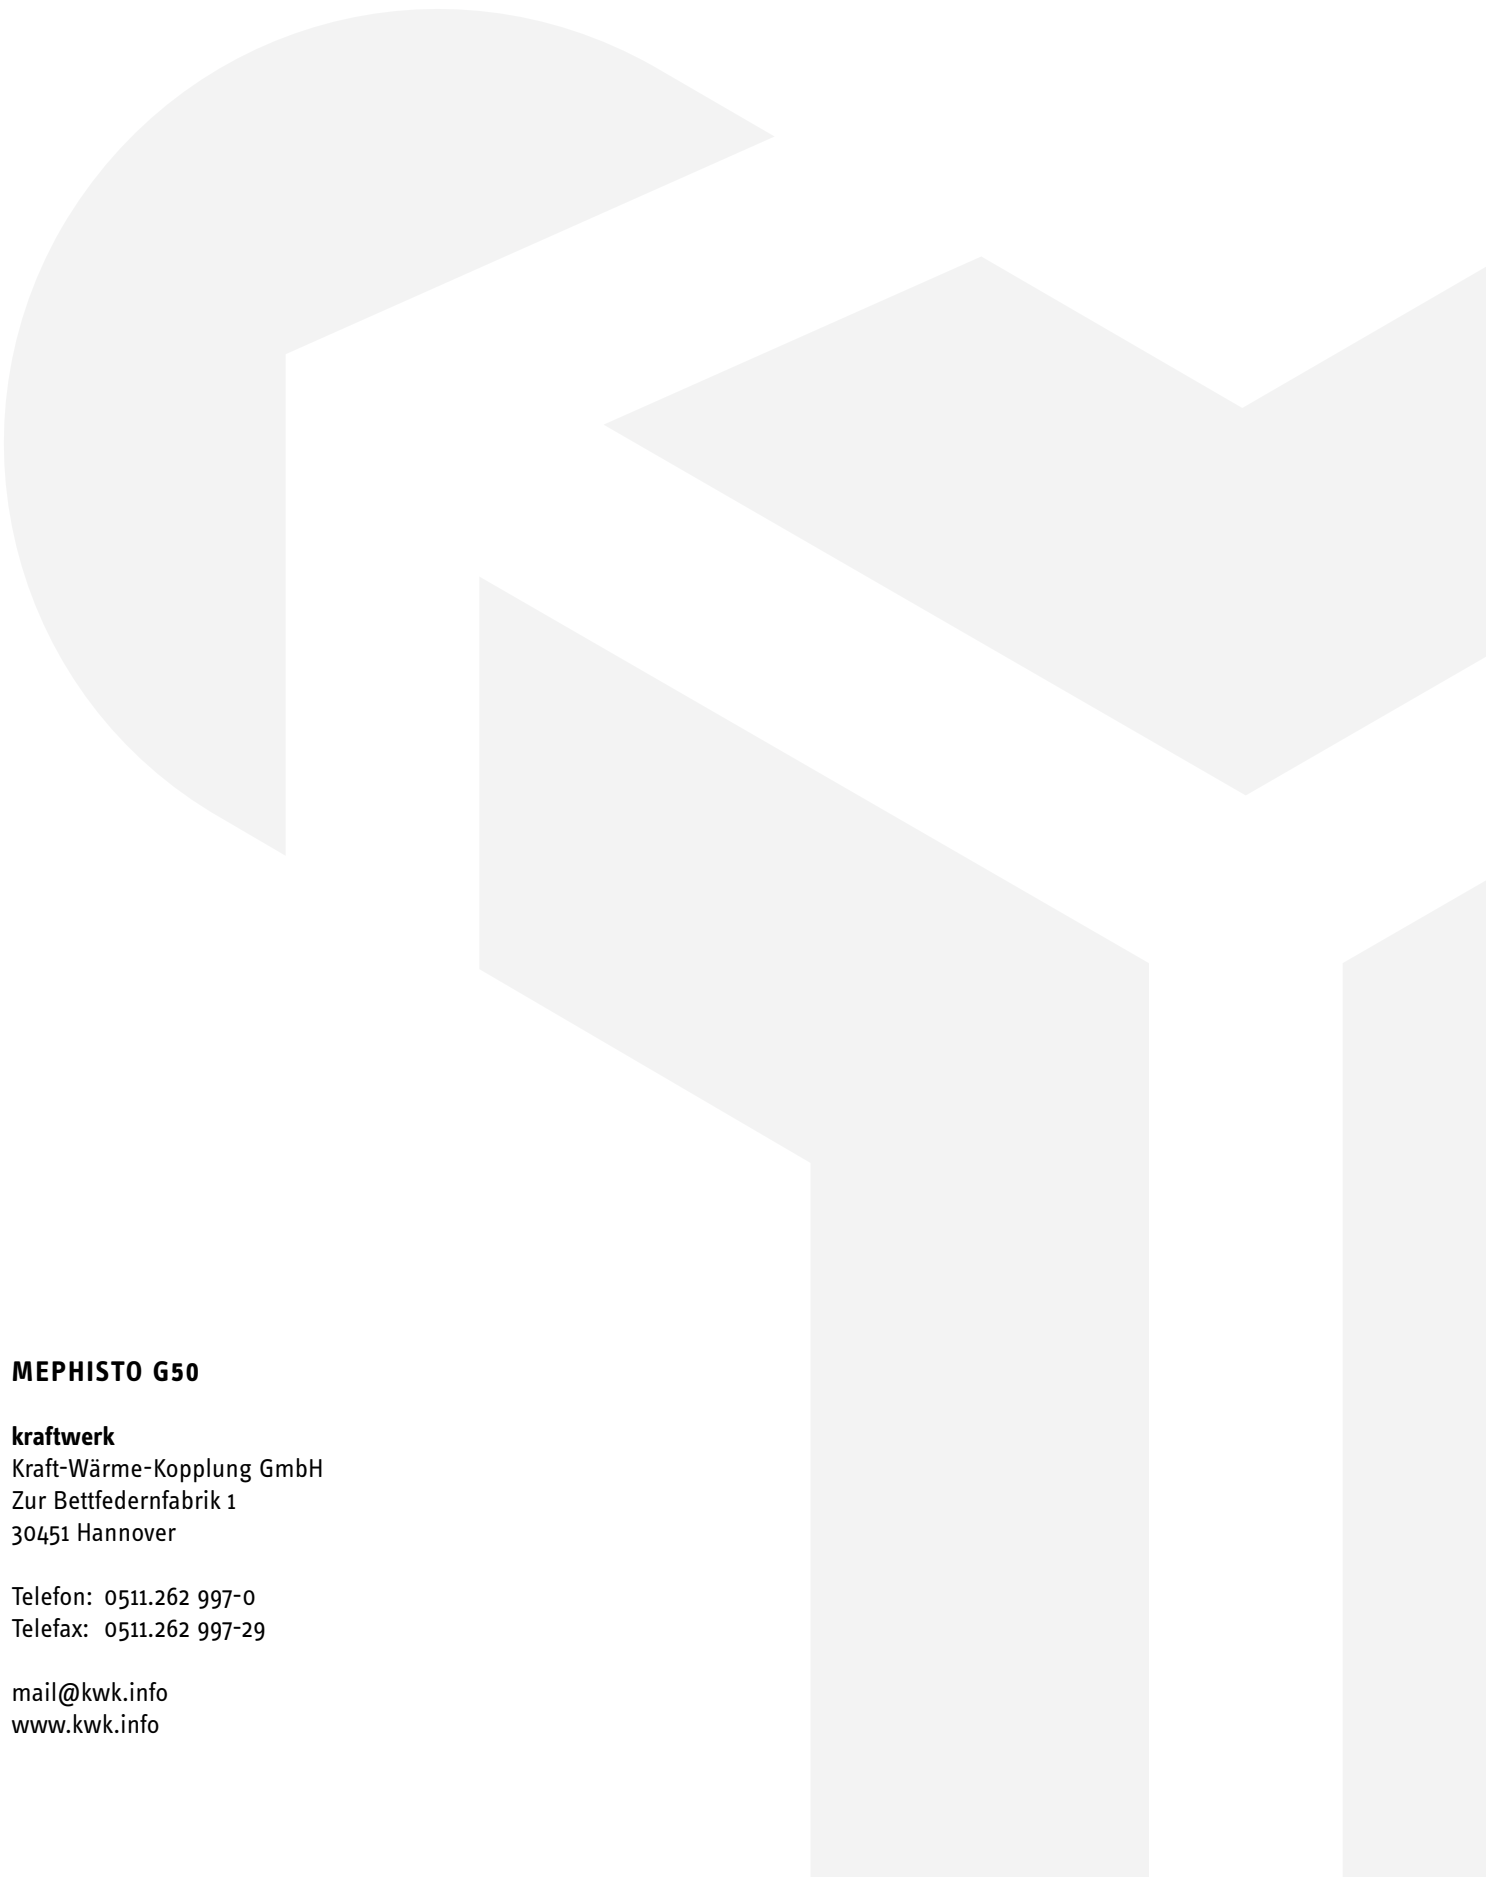 MEPHISTO G50
kraftwerk
Kraft-Wärme-Kopplung GmbH
Zur Bettfedernfabrik 1
30451 Hannover
Telefon: 0511.262 997-0
Telefax: 0511.262 997-29
mail@kwk.info
www.kwk.info